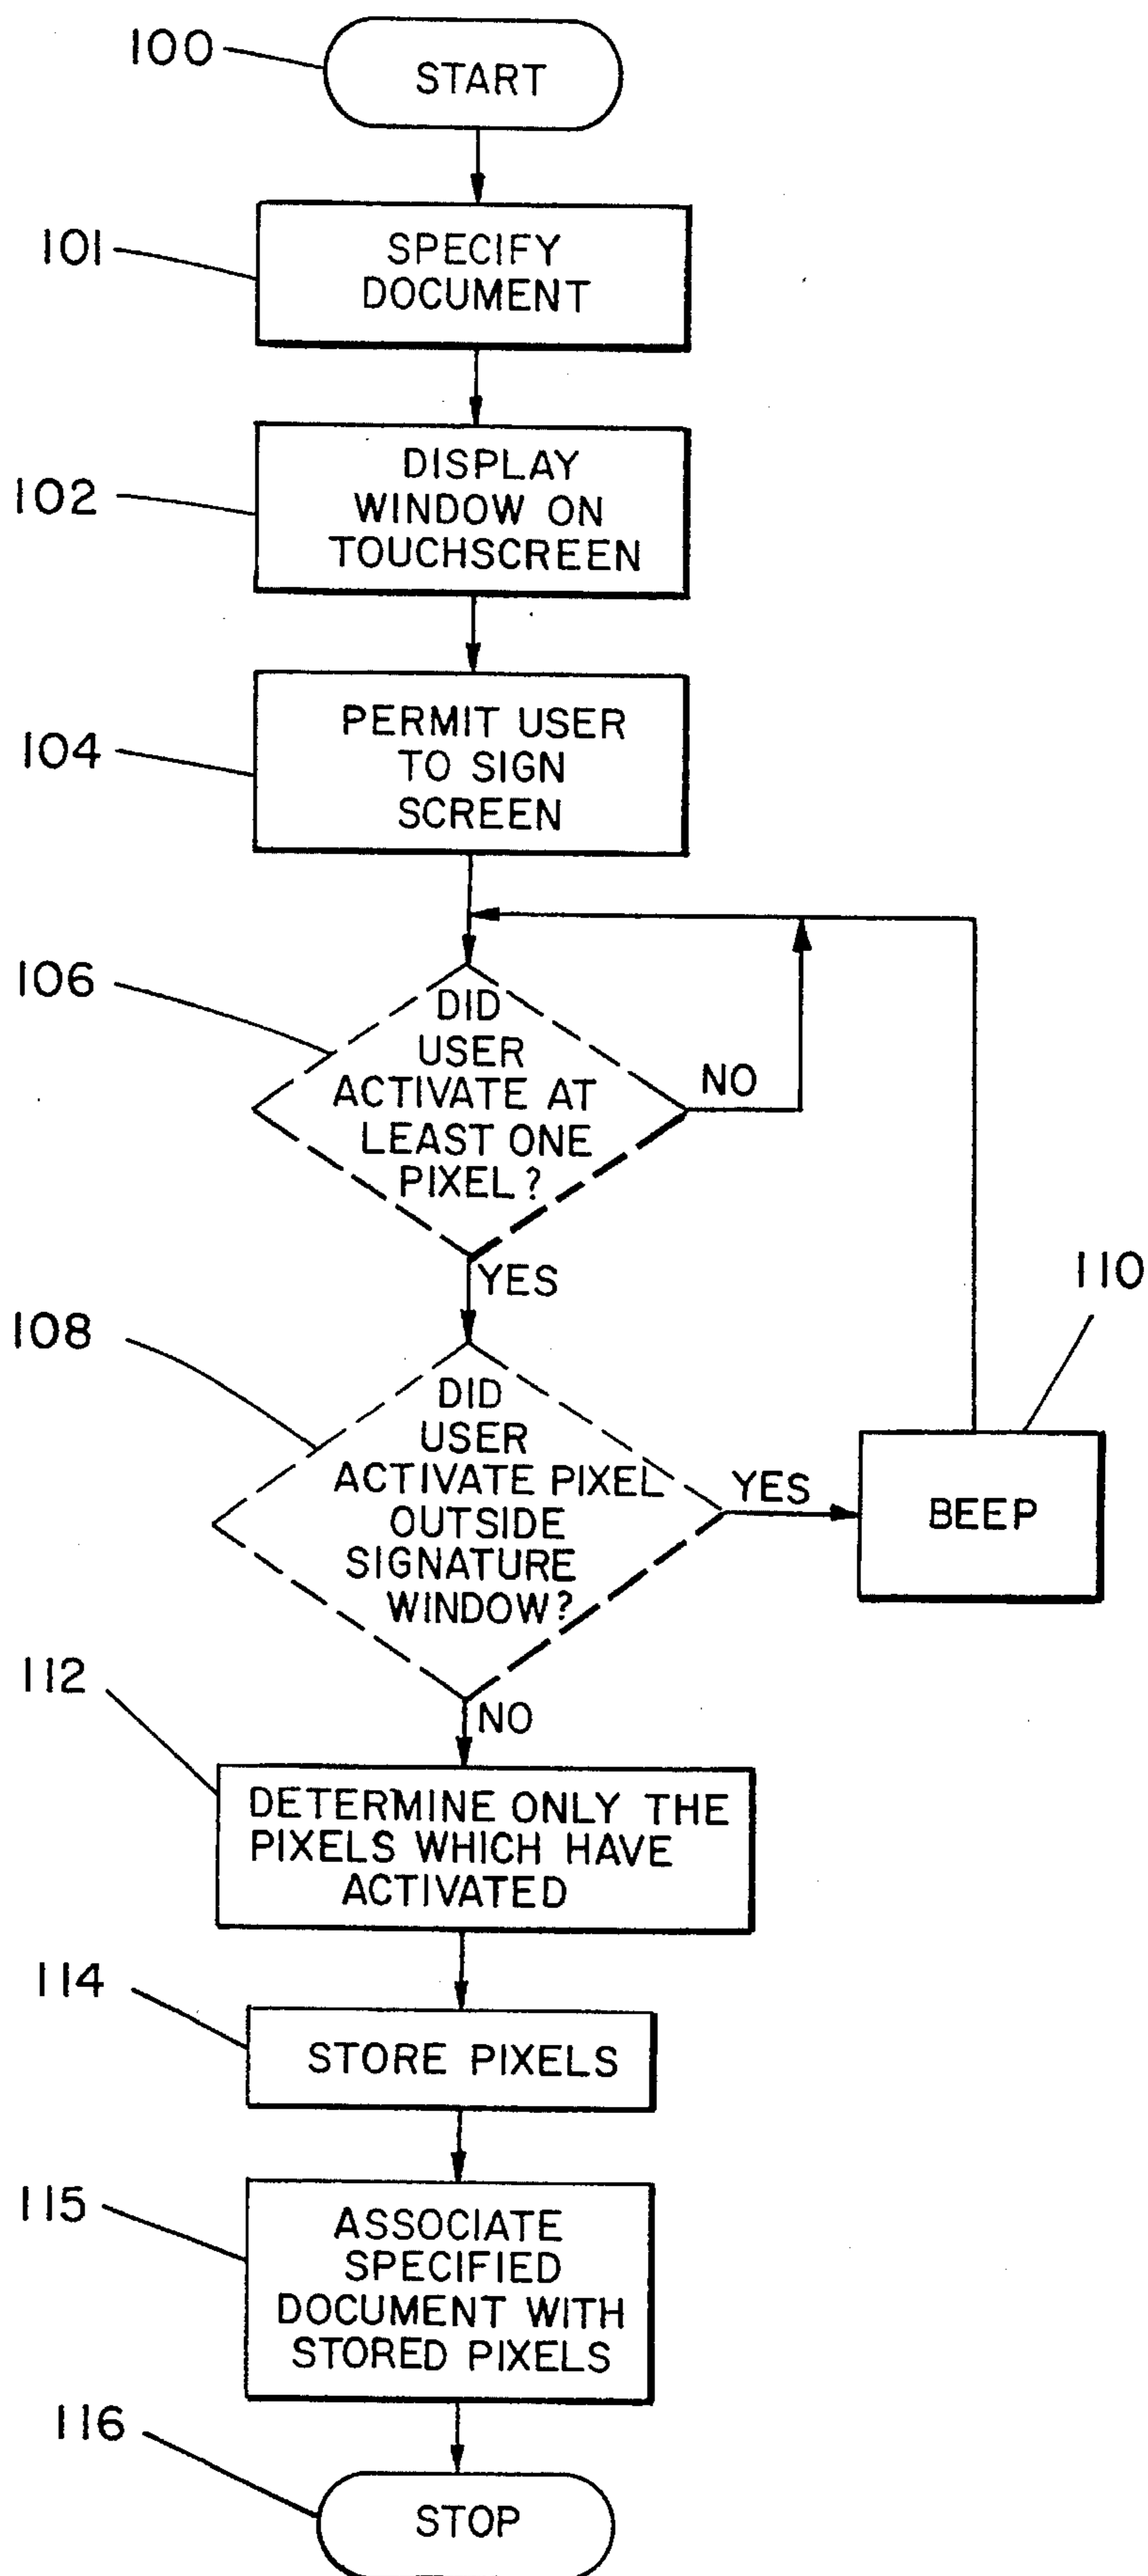 100
START
101
SPECIFY
DOCUMENT
102
DISPLAY
WINDOW ON
TOUCHSCREEN
104
PERMIT USER
TO SIGN
SCREEN
106
DID
USER
ACTIVATE AT
LEAST ONE
PIXEL?
NO
YES
108
DID
USER
ACTIVATE PIXEL
OUTSIDE
SIGNATURE
WINDOW?
YES
110
BEEP
NO
112
DETERMINE ONLY THE
PIXELS WHICH HAVE
ACTIVATED
114
STORE PIXELS
115
ASSOCIATE
SPECIFIED
DOCUMENT WITH
STORED PIXELS
116
STOP